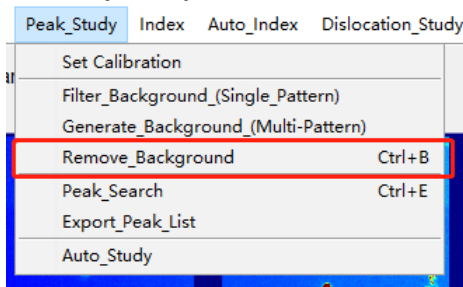 Peak_Study Index Auto_Index Dislocation_Study
Set Calibration
Filter_Background_(Single_Pattern)
Generate_Background_(Multi-Pattern)
Remove_Background Ctrl+B
Peak_Search Ctrl+E
Export_Peak_List
Auto_Study